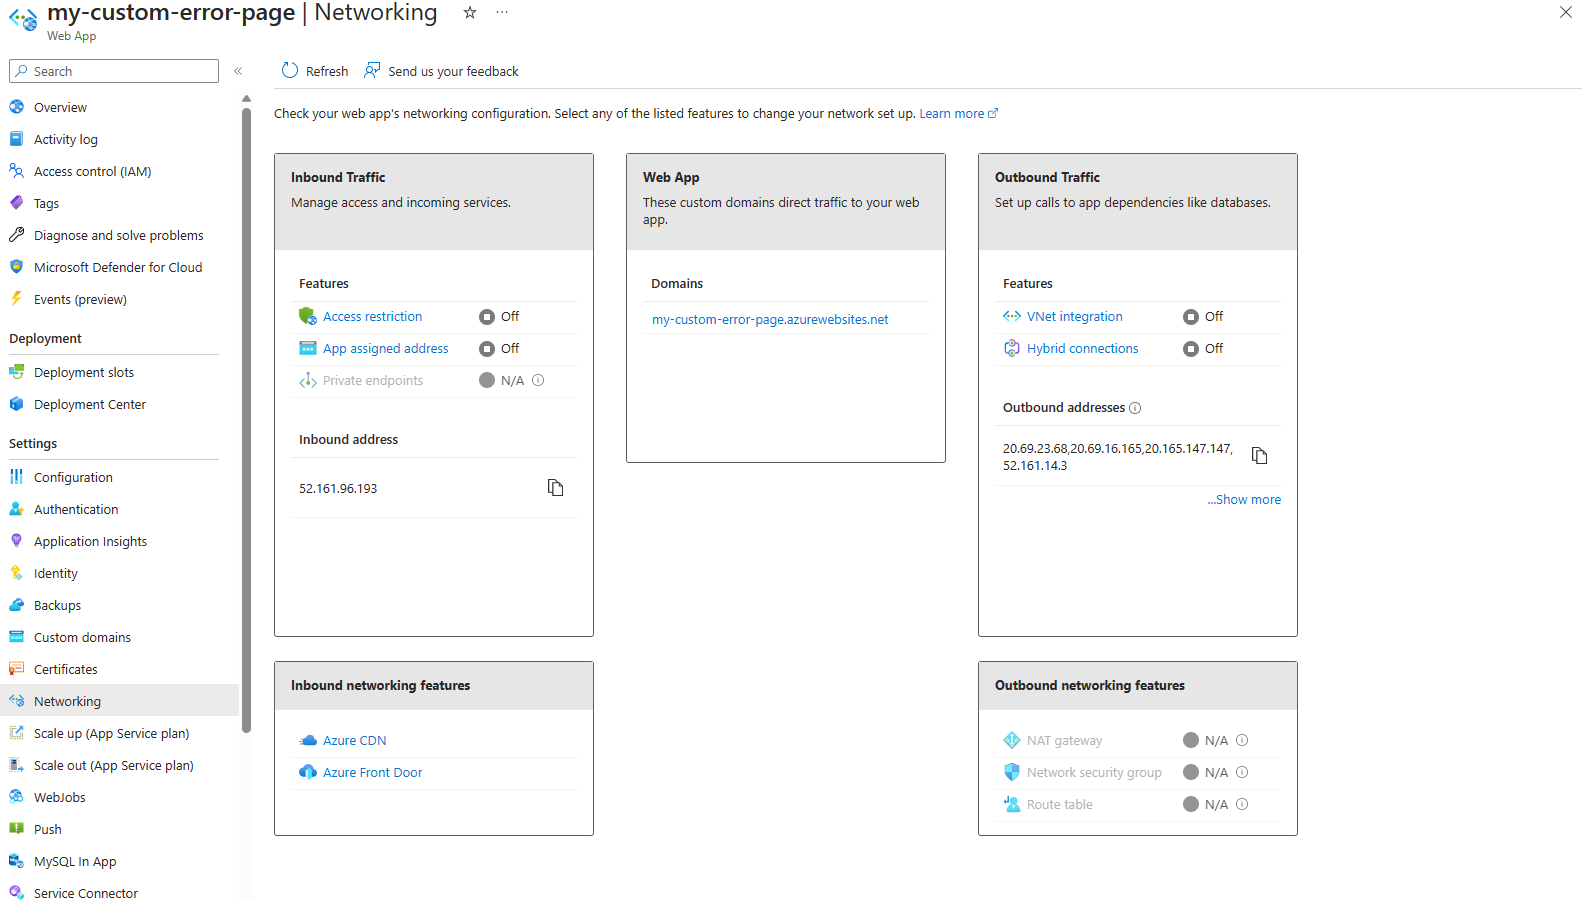 my-custom-error-page | Networking
Web App
Search
Overview
Activity log
Access control (IAM)
Tags
Diagnose and solve problems
Microsoft Defender for Cloud
Events (preview)
Deployment
Deployment slots
Deployment Center
Settings
Configuration
Authentication
Application Insights
Identity
Backups
Custom domains
Certificates
Networking
Scale up (App Service plan)
Scale out (App Service plan)
WebJobs
Push
MySQL In App
Service Connector
Refresh
Send us your feedback
Check your web app's networking configuration. Select any of the listed features to change your network set up. Learn more
Inbound Traffic
Manage access and incoming services.
Features
Access restriction Off
App assigned address Off
Private endpoints N/A
Inbound address
52.161.96.193
Web App
These custom domains direct traffic to your web
app.
Domains
my-custom-error-page.azurewebsites.net
Outbound Traffic
Set up calls to app dependencies like databases.
Features
VNet integration Off
Hybrid connections Off
Outbound addresses
20.69.23.68,20.69.16.165,20.165.147.147,
52.161.14.3
...Show more
Inbound networking features
Azure CDN
Azure Front Door
Outbound networking features
NAT gateway N/A
Network security group N/A
Route table N/A